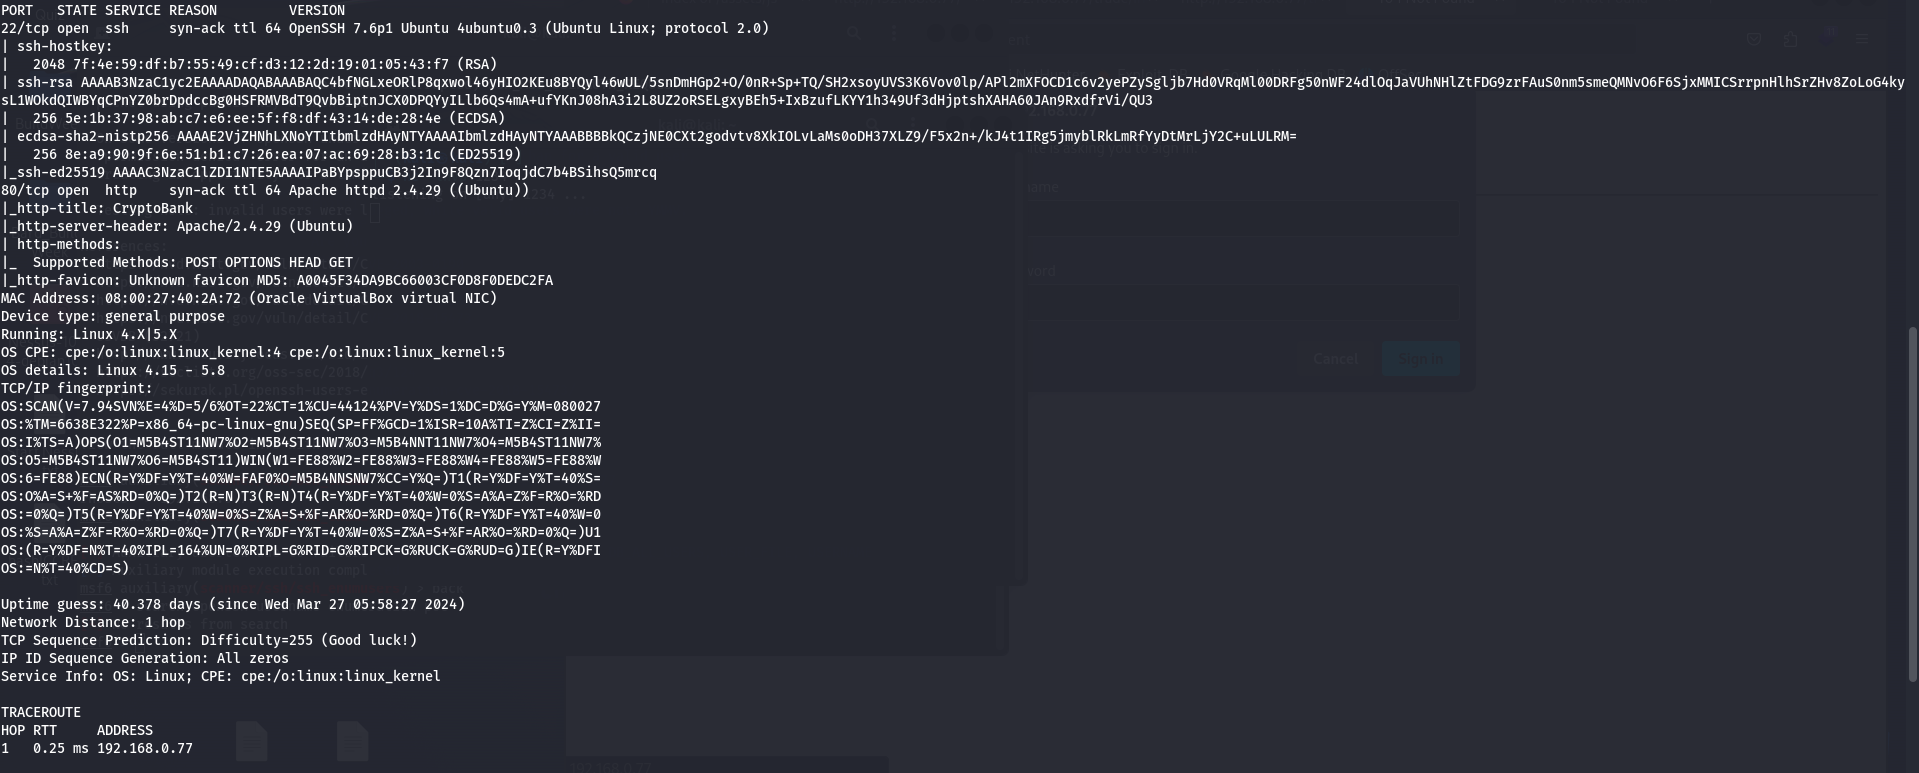 PORT   STATE SERVICE REASON         VERSION
22/tcp open  ssh     syn-ack ttl 64 OpenSSH 7.6p1 Ubuntu 4ubuntu0.3 (Ubuntu Linux; protocol 2.0)
| ssh-hostkey:
|   2048 7f:4e:59:df:b7:55:49:cf:d3:12:2d:19:01:05:43:f7 (RSA)
| ssh-rsa AAAAB3NzaC1yc2EAAAADAQABAAABAQC4bfNGLxeORlP8qxwol46yHIO2KEu8BYQyl46wUL/5snDmHGp2+O/0nR+Sp+TQ/SH2xsoyUVS3K6Vov0lp/APl2mXFOCD1c6v2yePZySgljb7Hd0VRqMl00DRFg50nWF24dlOqJaVUhNHlZtFDG9zrFAuS0nm5smeQMNvO6F6SjxMMICSrrpnHlhSrZHv8ZoLoG4ky
sL1WOkdQIWBYqCPnYZ0brDpdccBg0HSFRMVBdT9QvbBiptnJCX0DPQYyILlb6Qs4mA+ufYKnJ08hA3i2L8UZ2oRSELgxyBEh5+IxBzufLKYY1h349Uf3dHjptshXAHA60JAn9RxdfrVi/QU3
|   256 5e:1b:37:98:ab:c7:e6:ee:5f:f8:df:43:14:de:28:4e (ECDSA)
| ecdsa-sha2-nistp256 AAAAE2VjZHNhLXNoYTItbmlzdHAyNTYAAAAIbmlzdHAyNTYAAABBBBkQCzjNE0CXt2godvtv8XkIOLvLaMs0oDH37XLZ9/F5x2n+/kJ4t1IRg5jmyblRkLmRfYyDtMrLjY2C+uLULRM=
|   256 8e:a9:90:9f:6e:51:b1:c7:26:ea:07:ac:69:28:b3:1c (ED25519)
|_ssh-ed25519 AAAAC3NzaC1lZDI1NTE5AAAAIPaBYpsppuCB3j2In9F8Qzn7IoqjdC7b4BSihsQ5mrcq
80/tcp open  http    syn-ack ttl 64 Apache httpd 2.4.29 ((Ubuntu))
|_http-title: CryptoBank
|_http-server-header: Apache/2.4.29 (Ubuntu)
| http-methods:
|_  Supported Methods: POST OPTIONS HEAD GET
|_http-favicon: Unknown favicon MD5: A0045F34DA9BC66003CF0D8F0DEDC2FA
MAC Address: 08:00:27:40:2A:72 (Oracle VirtualBox virtual NIC)
Device type: general purpose
Running: Linux 4.X|5.X
OS CPE: cpe:/o:linux:linux_kernel:4 cpe:/o:linux:linux_kernel:5
OS details: Linux 4.15 - 5.8
TCP/IP fingerprint:
OS:SCAN(V=7.94SVN%E=4%D=5/6%OT=22%CT=1%CU=44124%PV=Y%DS=1%DC=D%G=Y%M=080027
OS:%TM=6638E322%P=x86_64-pc-linux-gnu)SEQ(SP=FF%GCD=1%ISR=10A%TI=Z%CI=Z%II=
OS:I%TS=A)OPS(O1=M5B4ST11NW7%O2=M5B4ST11NW7%O3=M5B4NNT11NW7%O4=M5B4ST11NW7%
OS:O5=M5B4ST11NW7%O6=M5B4ST11)WIN(W1=FE88%W2=FE88%W3=FE88%W4=FE88%W5=FE88%W
OS:6=FE88)ECN(R=Y%DF=Y%T=40%W=FAF0%O=M5B4NNSNW7%CC=Y%Q=)T1(R=Y%DF=Y%T=40%S=
OS:O%A=S+%F=AS%RD=0%Q=)T2(R=N)T3(R=N)T4(R=Y%DF=Y%T=40%W=0%S=A%A=Z%F=R%O=%RD
OS:=0%Q=)T5(R=Y%DF=Y%T=40%W=0%S=Z%A=S+%F=AR%O=%RD=0%Q=)T6(R=Y%DF=Y%T=40%W=0
OS:%S=A%A=Z%F=R%O=%RD=0%Q=)T7(R=Y%DF=Y%T=40%W=0%S=Z%A=S+%F=AR%O=%RD=0%Q=)U1
OS:(R=Y%DF=N%T=40%IPL=164%UN=0%RIPL=G%RID=G%RIPCK=G%RUCK=G%RUD=G)IE(R=Y%DFI
OS:=N%T=40%CD=S)
Uptime guess: 40.378 days (since Wed Mar 27 05:58:27 2024)
Network Distance: 1 hop
TCP Sequence Prediction: Difficulty=255 (Good luck!)
IP ID Sequence Generation: All zeros
Service Info: OS: Linux; CPE: cpe:/o:linux:linux_kernel
TRACEROUTE
HOP RTT     ADDRESS
1   0.25 ms 192.168.0.77
Cancel
Sign in